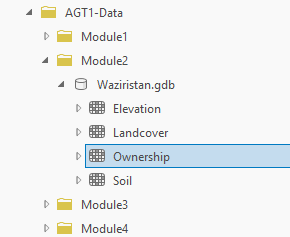 AGT1-Data
Module1
Module2
Waziristan.gdb
Elevation
Landcover
Ownership
Soil
Module3
Module4